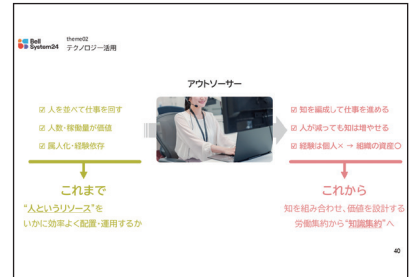 Bell
System24
theme02
テクノロジー活用
アウトソーサー
☑ 人を並べて仕事を回す
☑ 人数・稼働量が価値
☑ 属人化・経験依存
これまで
“人というリソース”を
いかに効率よく配置・運用するか
☑ 知を編成して仕事を進める
☑ 人が減っても知は増やせる
☑ 経験は個人× → 組織の資産〇
これから
知を組み合わせ、価値を設計する
労働集約から“知識集約”へ
40